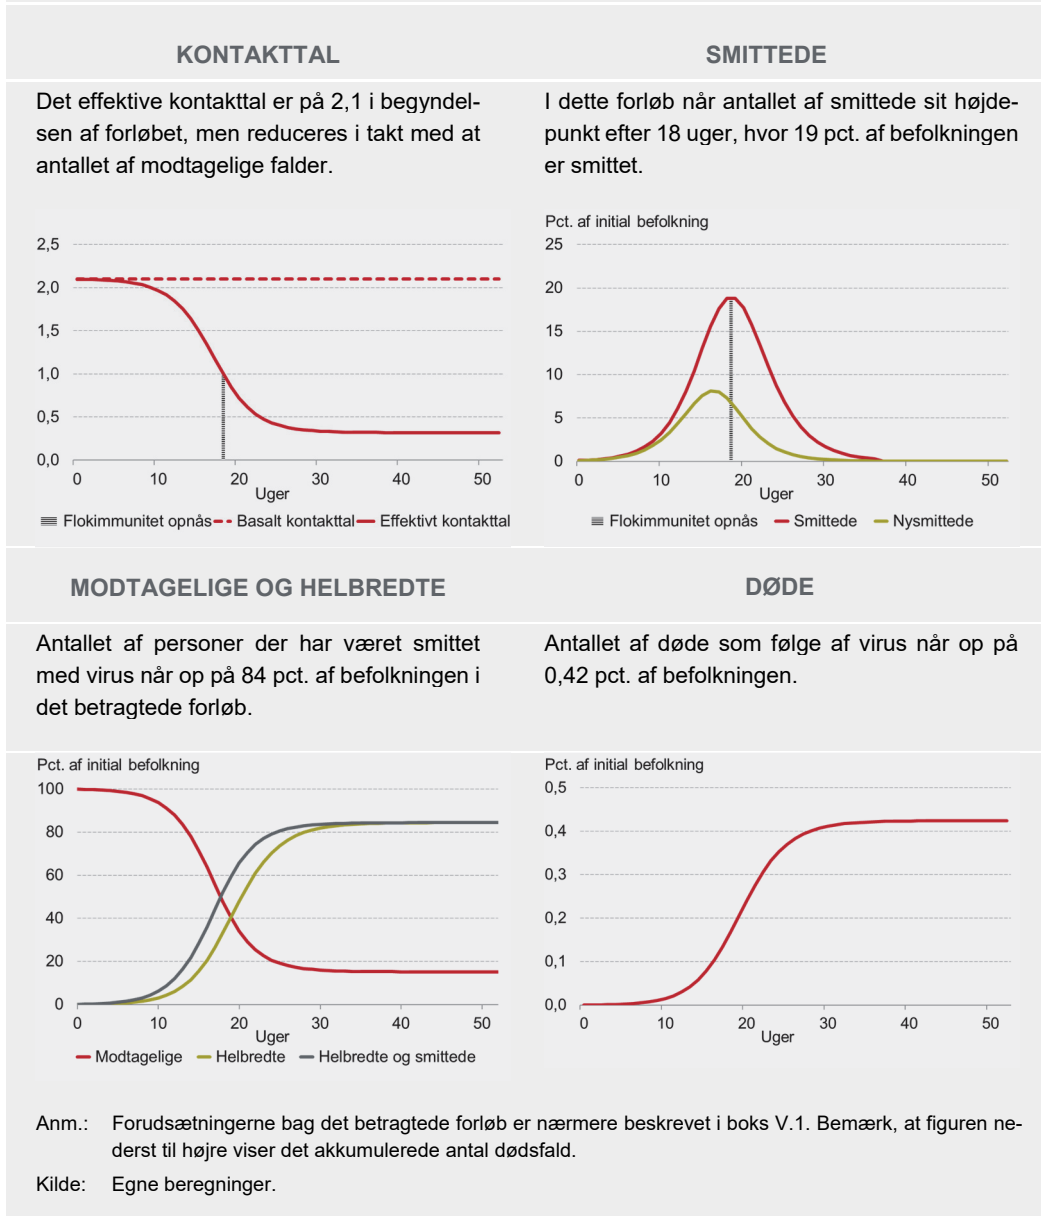 KONTAKTTAL
Det effektive kontakttal er på 2,1 i begyndel-
sen af forløbet, men reduceres i takt med at
antallet af modtagelige falder.
2,5
2,0
1,5
1,0
0,5
0,0
0 10 20 30 40 50
Uger
Flokimmunitet opnås Basalt kontakttal Effektivt kontakttal
SMITTEDE
I dette forløb når antallet af smittede sit højde-
punkt efter 18 uger, hvor 19 pct. af befolkningen
er smittet.
Pct. af initial befolkning
25
20
15
10
5
0
0 10 20 30 40 50
Uger
Flokimmunitet opnås Smittede Nysmittede
MODTAGELIGE OG HELBREDTE
Antallet af personer der har været smittet
med virus når op på 84 pct. af befolkningen i
det betragtede forløb.
Pct. af initial befolkning
100
80
60
40
20
0
0 10 20 30 40 50
Uger
Modtagelige Helbredte Helbredte og smittede
DØDE
Antallet af døde som følge af virus når op på
0,42 pct. af befolkningen.
Pct. af initial befolkning
0,5
0,4
0,3
0,2
0,1
0,0
0 10 20 30 40 50
Uger
Anm.: Forudsætningerne bag det betragtede forløb er nærmere beskrevet i boks V.1. Bemærk, at figuren ne-
derst til højre viser det akkumulerede antal dødsfald.
Kilde: Egne beregninger.